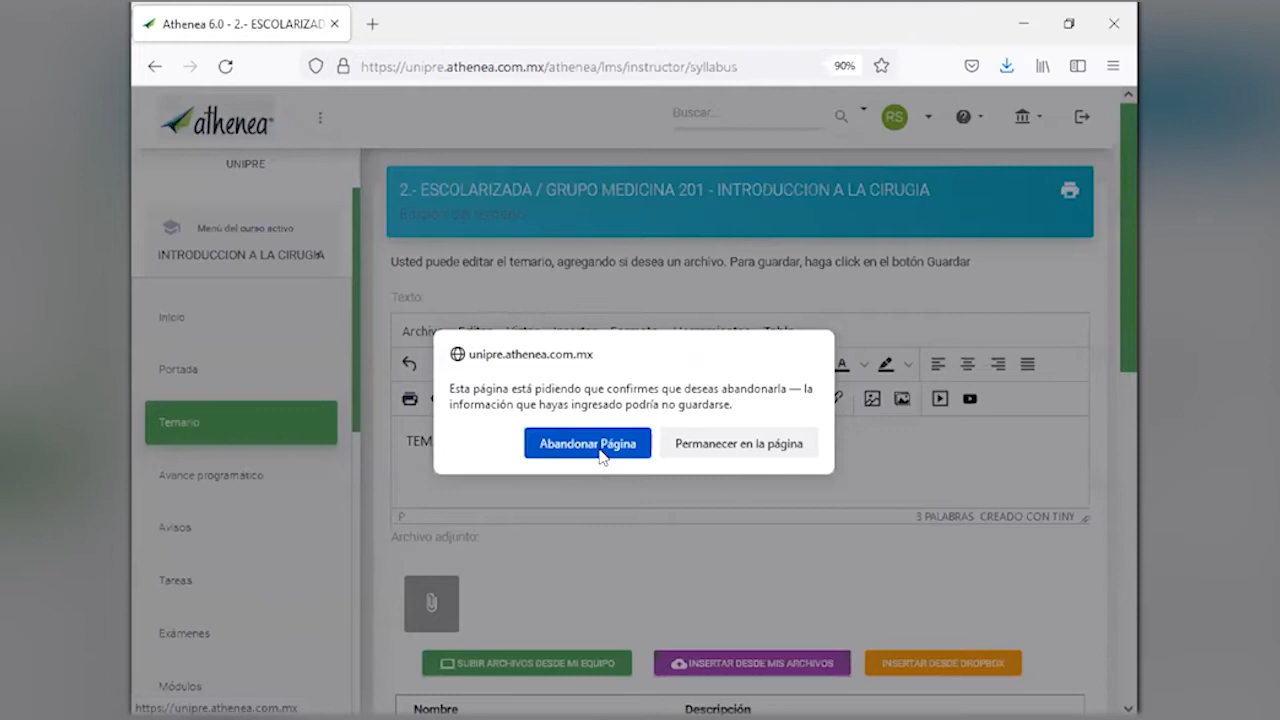 Athenea 6.0 - 2.- ESCOLARIZAD
https://unipre.athenea.com.mx/athenea/lms/instructor/syllabus
90%
athenea
Buscar...
RS
UNIPRE
2.- ESCOLARIZADA / GRUPO MEDICINA 201 - INTRODUCCION A LA CIRUGIA
Menú del curso activo
INTRODUCCION A LA CIRUGIA
Usted puede editar el temario, agregando si desea un archivo. Para guardar, haga click en el botón Guardar
Texto:
Inicio
Portada
Temario
Avance programático
Avisos
Tareas
Exámenes
Módulos
unipre.athenea.com.mx
Esta página está pidiendo que confirmes que deseas abandonarla — la
información que hayas ingresado podría no guardarse.
Abandonar Página
Permanecer en la página
TEM
P
3 PALABRAS CREADO CON TINY
Archivo adjunto:
SUBIR ARCHIVOS DESDE MI EQUIPO
INSERTAR DESDE MIS ARCHIVOS
INSERTAR DESDE DROPBOX
Nombre
Descripción
https://unipre.athenea.com.mx